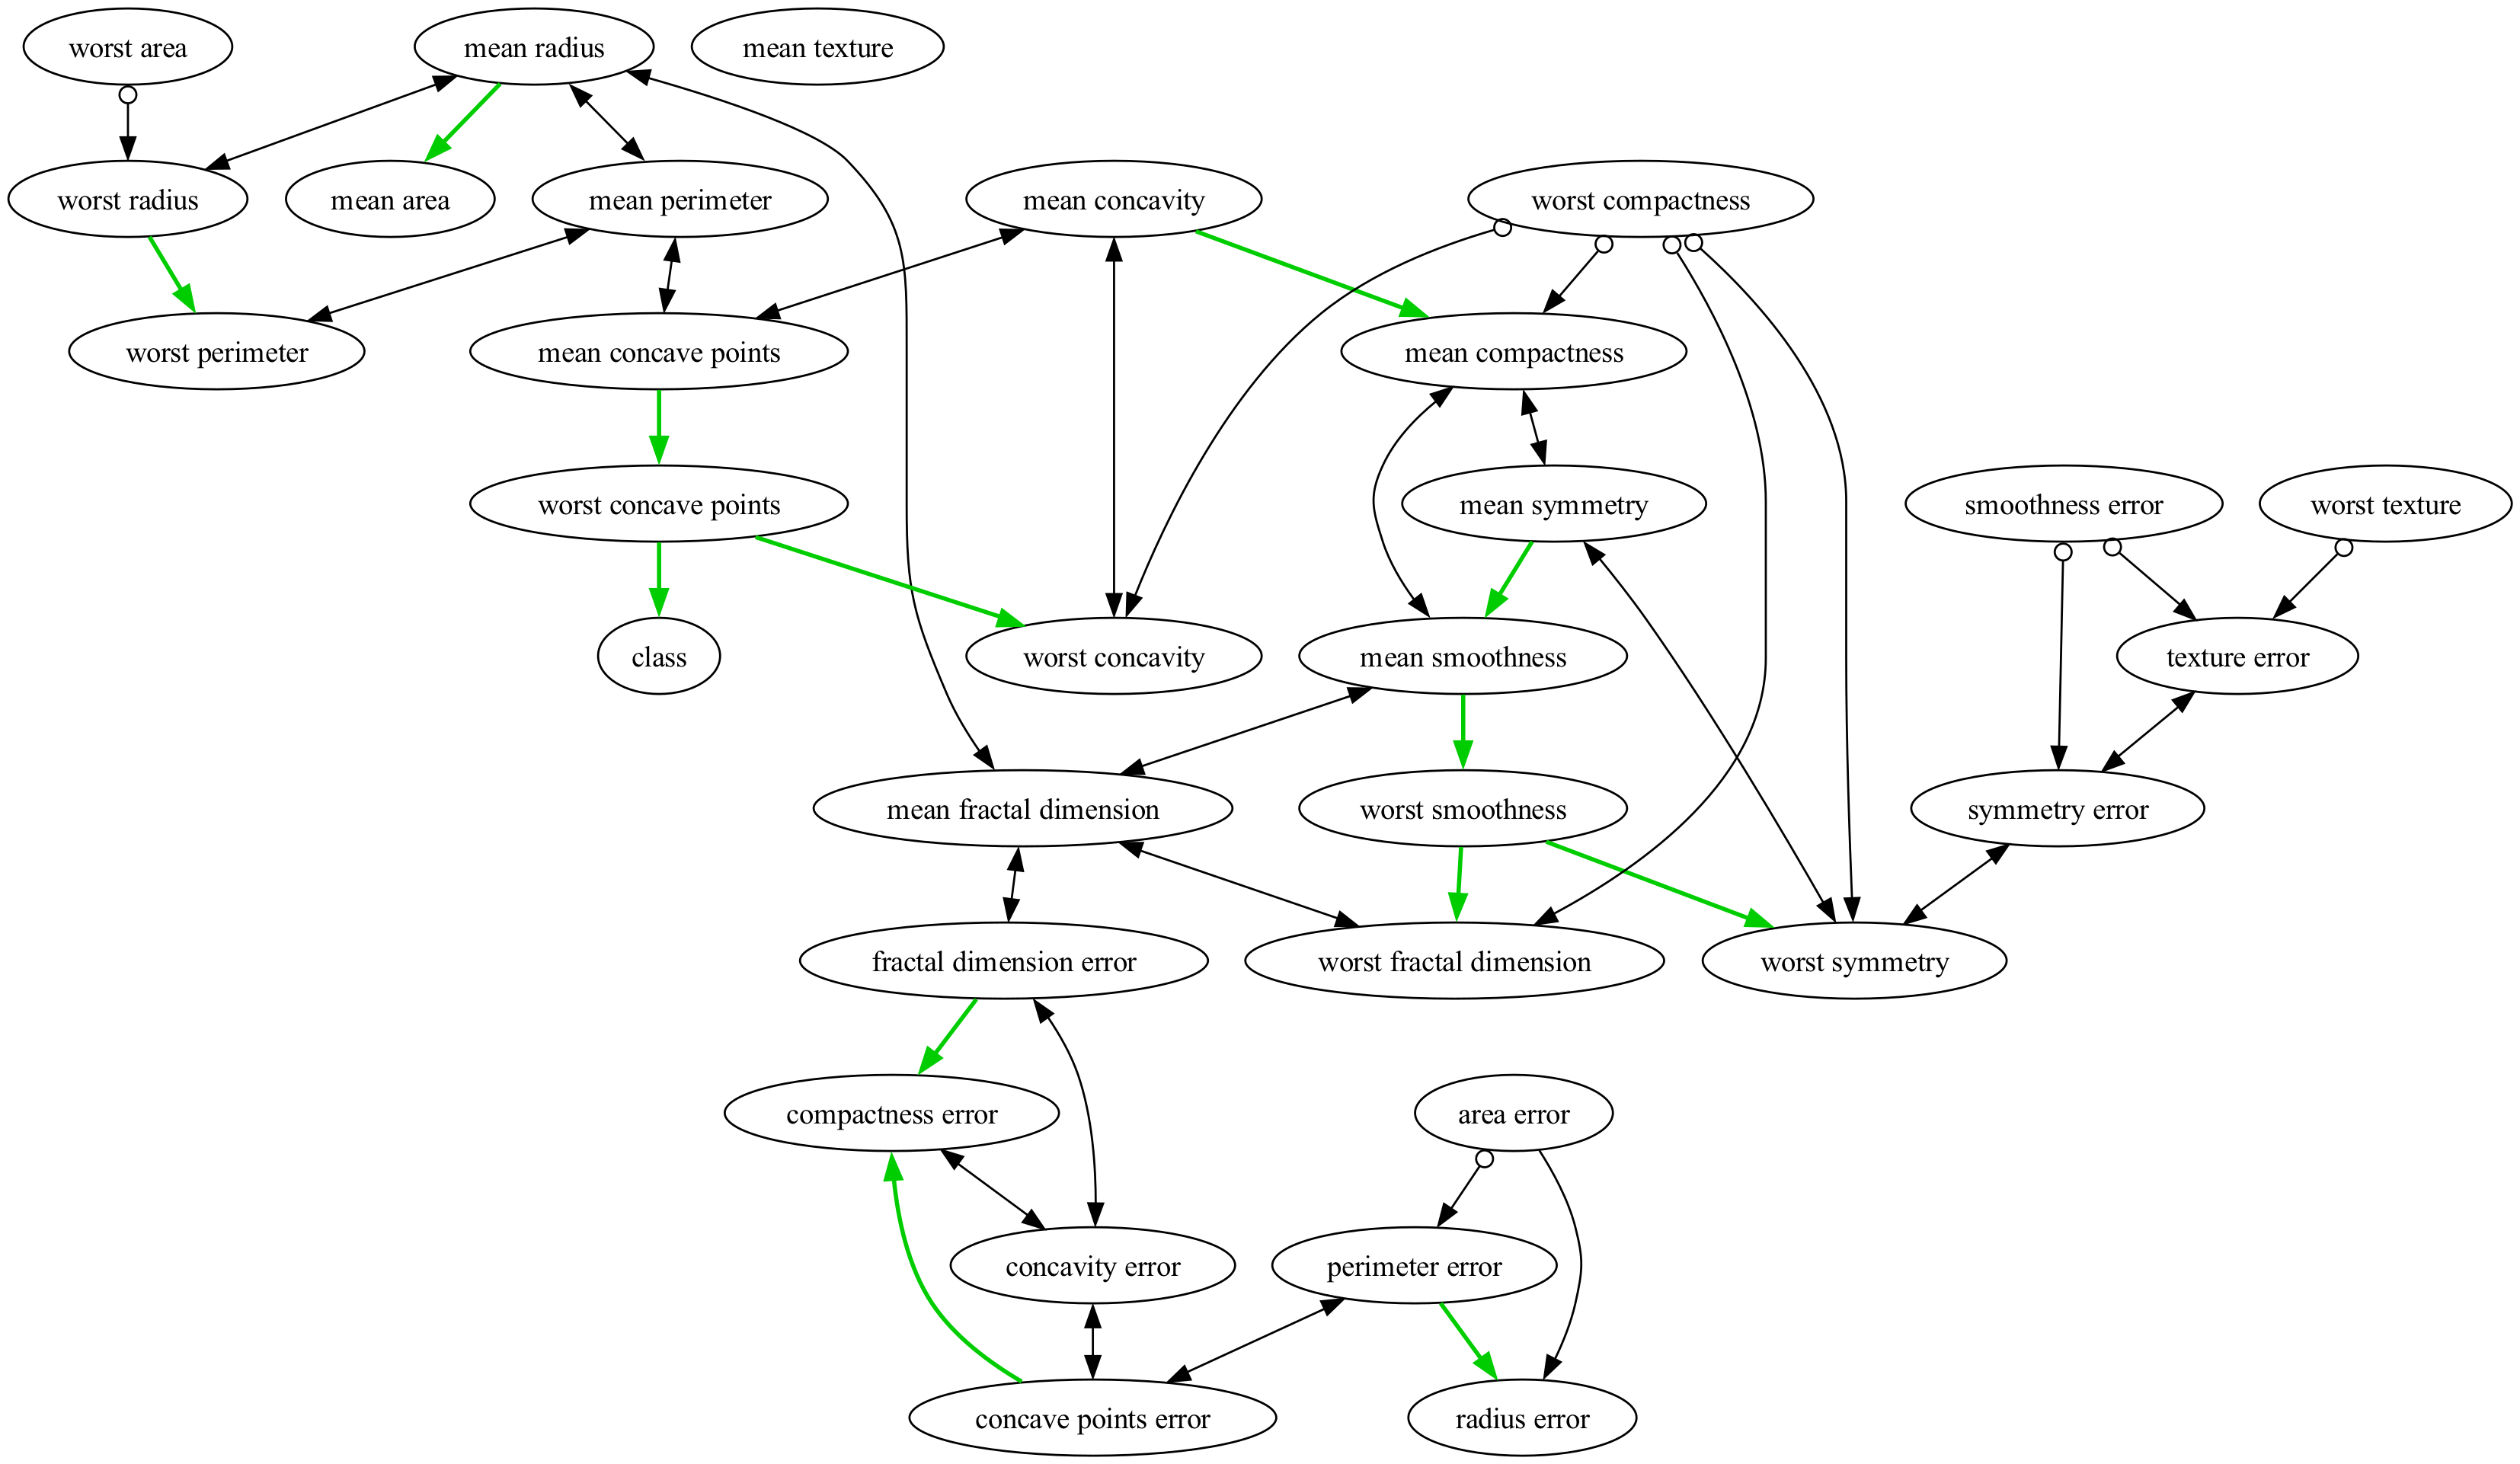 worst area
mean radius
mean texture
worst radius
mean area
mean perimeter
mean concavity
worst compactness
worst perimeter
mean concave points
mean compactness
worst concave points
mean symmetry
smoothness error
worst texture
class
worst concavity
mean smoothness
texture error
mean fractal dimension
worst smoothness
symmetry error
fractal dimension error
worst fractal dimension
worst symmetry
compactness error
area error
concavity error
perimeter error
concave points error
radius error